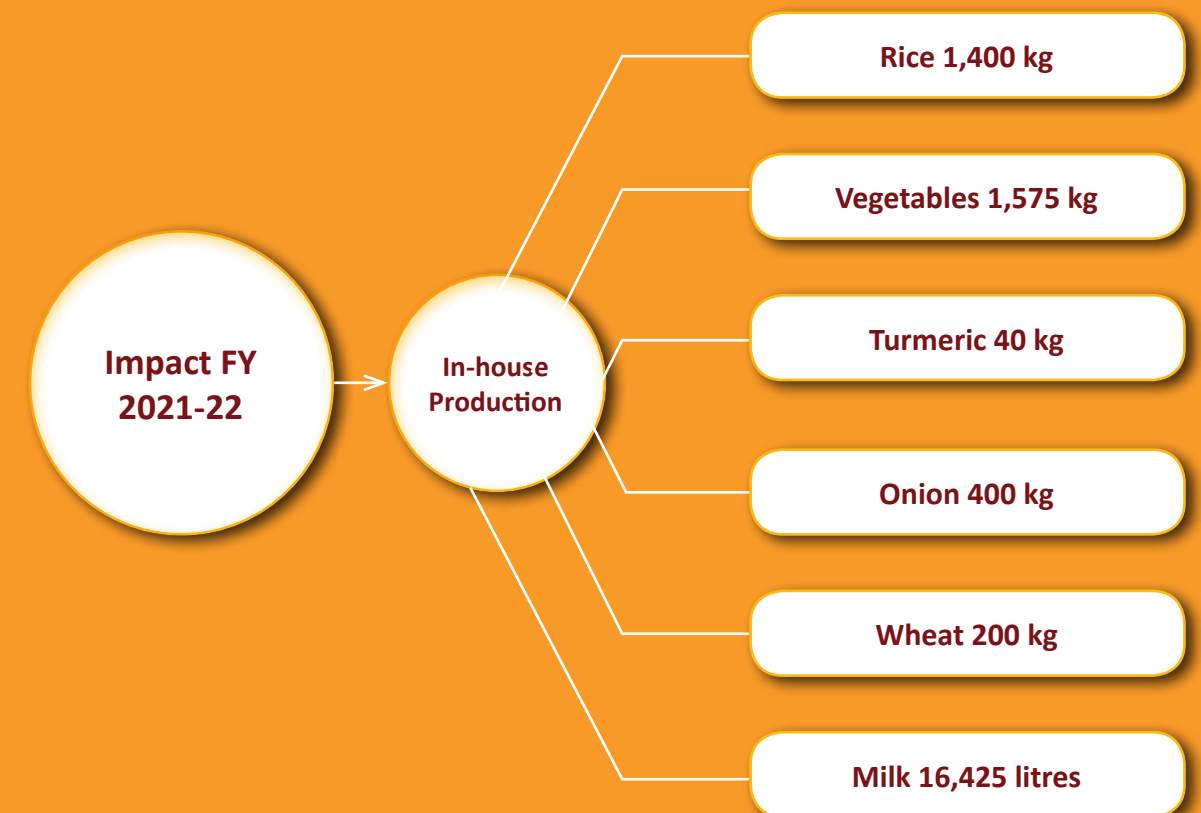 Impact FY
2021-22
In-house
Production
Rice 1,400 kg
Vegetables 1,575 kg
Turmeric 40 kg
Onion 400 kg
Wheat 200 kg
Milk 16,425 litres